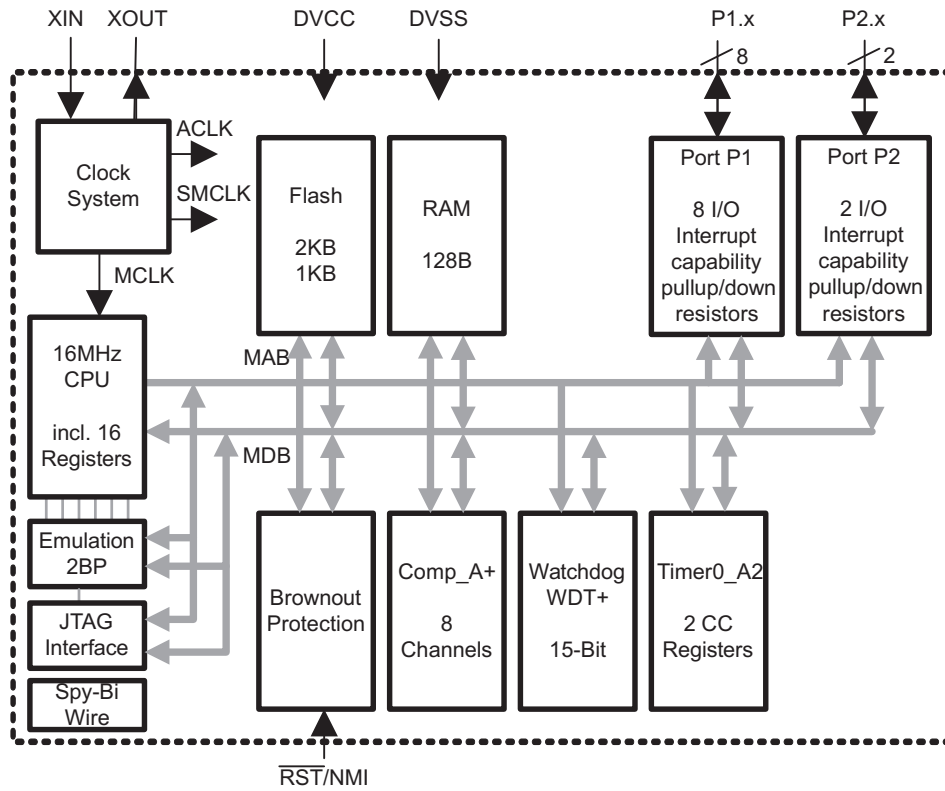 XIN XOUT DVCC DVSS P1.x P2.x
8 2
Clock
System
ACLK
SMCLK
MCLK
Flash
2KB
1KB
RAM
128B
Port P1
8 I/O
Interrupt
capability
pullup/down
resistors
Port P2
2 I/O
Interrupt
capability
pullup/down
resistors
16MHz
CPU
incl. 16
Registers
MAB
MDB
Emulation
2BP
JTAG
Interface
Spy-Bi
Wire
Brownout
Protection
Comp_A+
8
Channels
Watchdog
WDT+
15-Bit
Timer0_A2
2 CC
Registers
RST/NMI